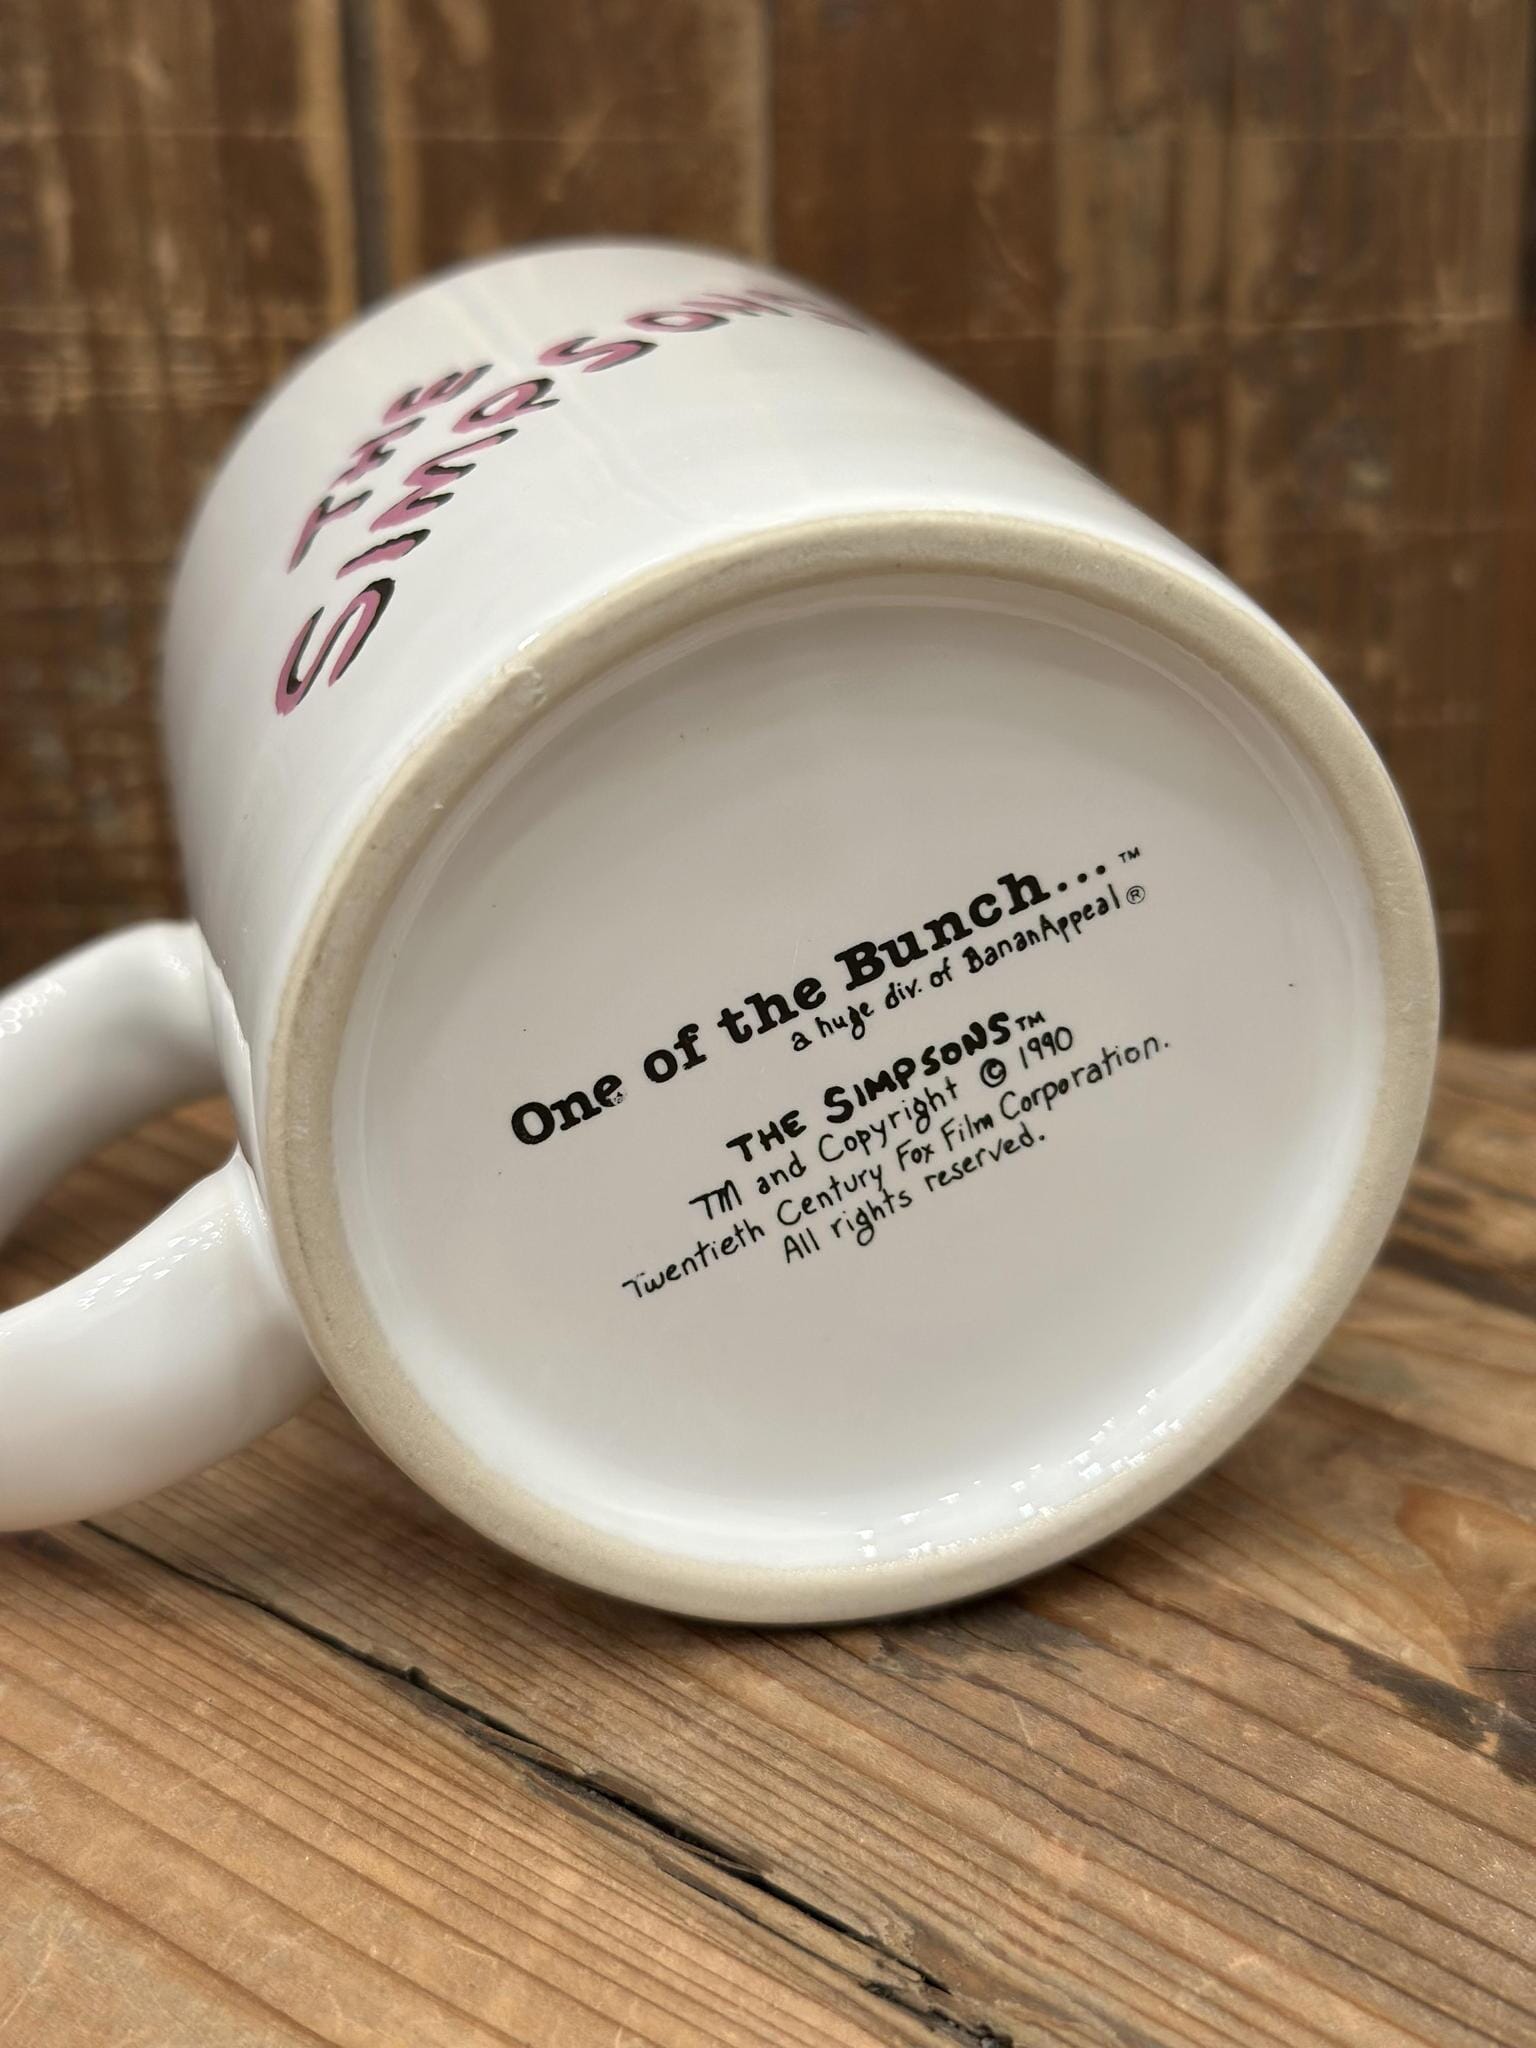 THE
SIMPSONS
One of the Bunch...™
a huge div. of BananAppeal®
THE SIMPSONS™
TM and Copyright © 1990
Twentieth Century Fox Film Corporation.
All rights reserved.